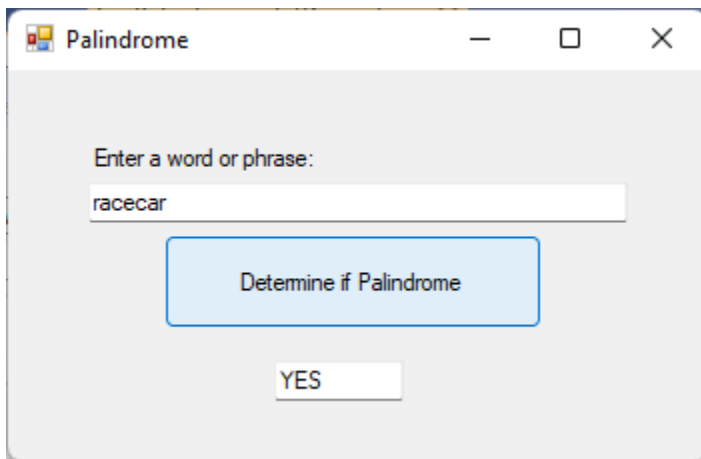 Palindrome
Enter a word or phrase:
racecar
Determine if Palindrome
YES